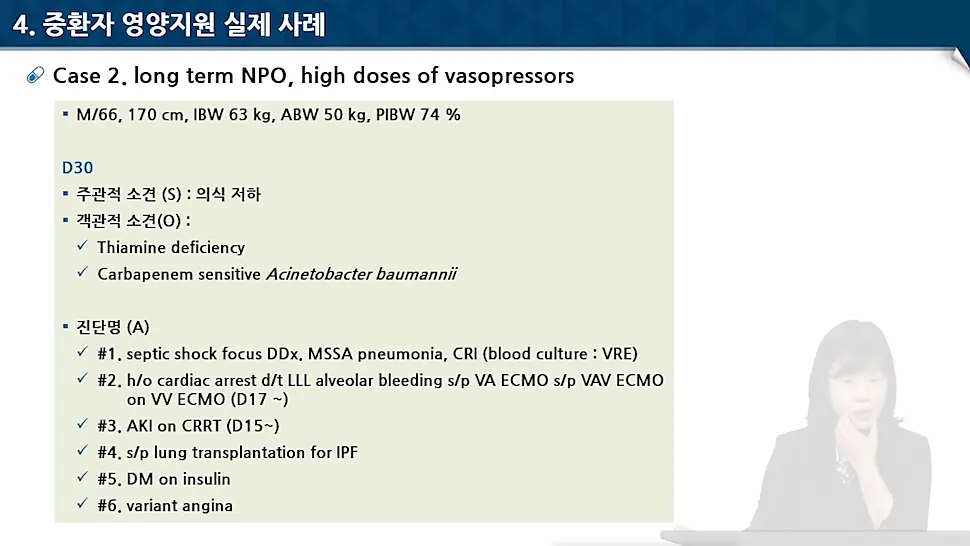 4. 중환자 영양지원 실제 사례
Case 2. long term NPO, high doses of vasopressors
▪ M/66, 170 cm, IBW 63 kg, ABW 50 kg, PIBW 74 %
D30
▪ 주관적 소견 (S) : 의식 저하
▪ 객관적 소견(O) :
✓ Thiamine deficiency
✓ Carbapenem sensitive Acinetobacter baumannii
▪ 진단명 (A)
✓ #1. septic shock focus DDx. MSSA pneumonia, CRI (blood culture : VRE)
✓ #2. h/o cardiac arrest d/t LLL alveolar bleeding s/p VA ECMO s/p VAV ECMO
on VV ECMO (D17 ~)
✓ #3. AKI on CRRT (D15~)
✓ #4. s/p lung transplantation for IPF
✓ #5. DM on insulin
✓ #6. variant angina